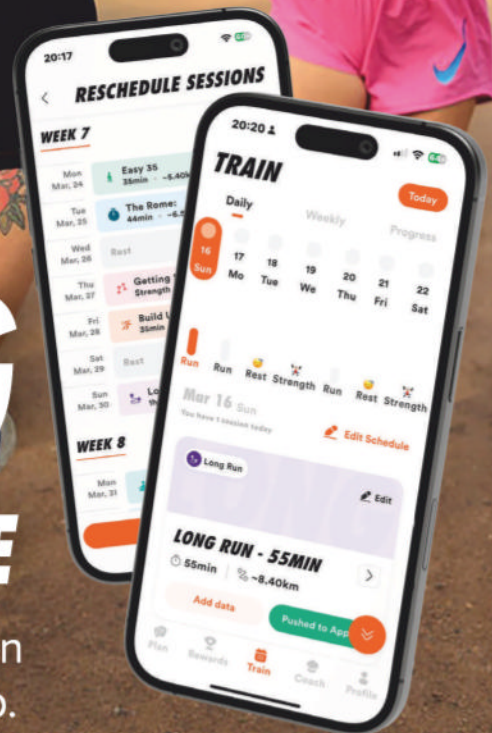 20:17
RESCHEDULE SESSIONS
WEEK 7
Mon
Mar, 24
Easy 35
35min
Tue
Mar, 25
The Rome:
44min
Wed
Mar, 26
Rest
Thu
Mar, 27
Getting
Strength
Fri
Mar, 28
Build
35min
Sat
Mar, 29
Rest
Sun
Mar, 30
WEEK 8
Mon
Mar, 31
20:20
TRAIN
Today
Daily Weekly Progress
16 17 18 19 20 21 22
Sun Mo Tue We Thu Fri Sat
Run Run Rest Strength Run Rest Strength
Mar 16 Sun
You have 1 session today
Edit Schedule
Long Run
Edit
LONG RUN - 55MIN
55min ~8.40km
Add data
Pushed to App
Plan Rewards Train Coach Profile